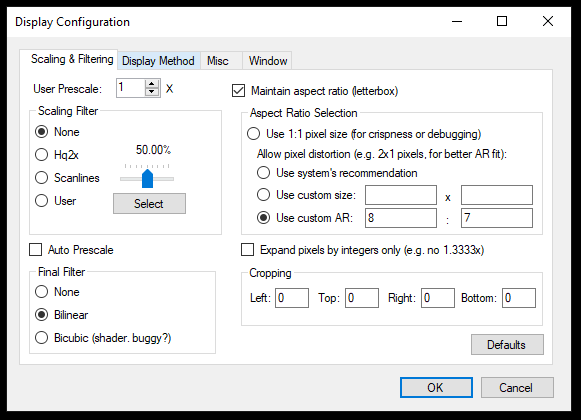 Display Configuration
Scaling & Filtering Display Method Misc Window
User Prescale: 1 X
Maintain aspect ratio (letterbox)
Scaling Filter
None
Hq2x
Scanlines
User
50.00%
Select
Aspect Ratio Selection
Use 1:1 pixel size (for crispness or debugging)
Allow pixel distortion (e.g. 2x1 pixels, for better AR fit):
Use system's recommendation
Use custom size: x
Use custom AR: 8 : 7
Auto Prescale
Expand pixels by integers only (e.g. no 1.3333x)
Final Filter
None
Bilinear
Bicubic (shader. buggy?)
Cropping
Left: 0 Top: 0 Right: 0 Bottom: 0
Defaults
OK Cancel